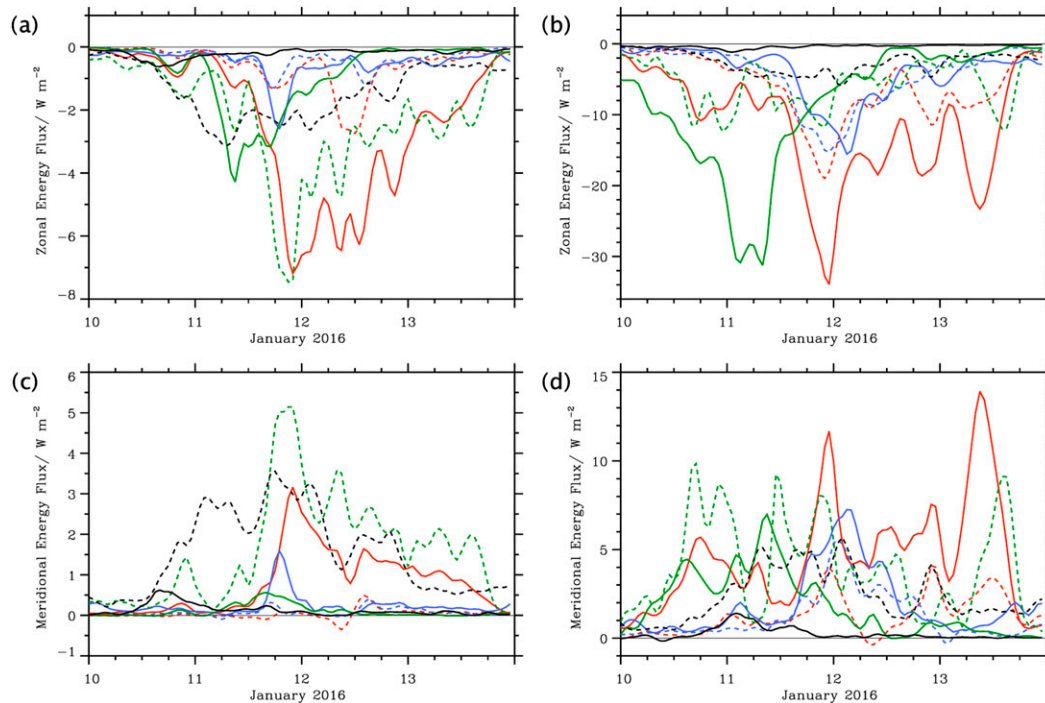 (a)
Zonal Energy Flux/ W m⁻²
0
−2
−4
−6
−8
10 11 12 13
January 2016
(b)
Zonal Energy Flux/ W m⁻²
0
−10
−20
−30
10 11 12 13
January 2016
(c)
Meridional Energy Flux/ W m⁻²
6
5
4
3
2
1
0
−1
10 11 12 13
January 2016
(d)
Meridional Energy Flux/ W m⁻²
15
10
5
0
10 11 12 13
January 2016